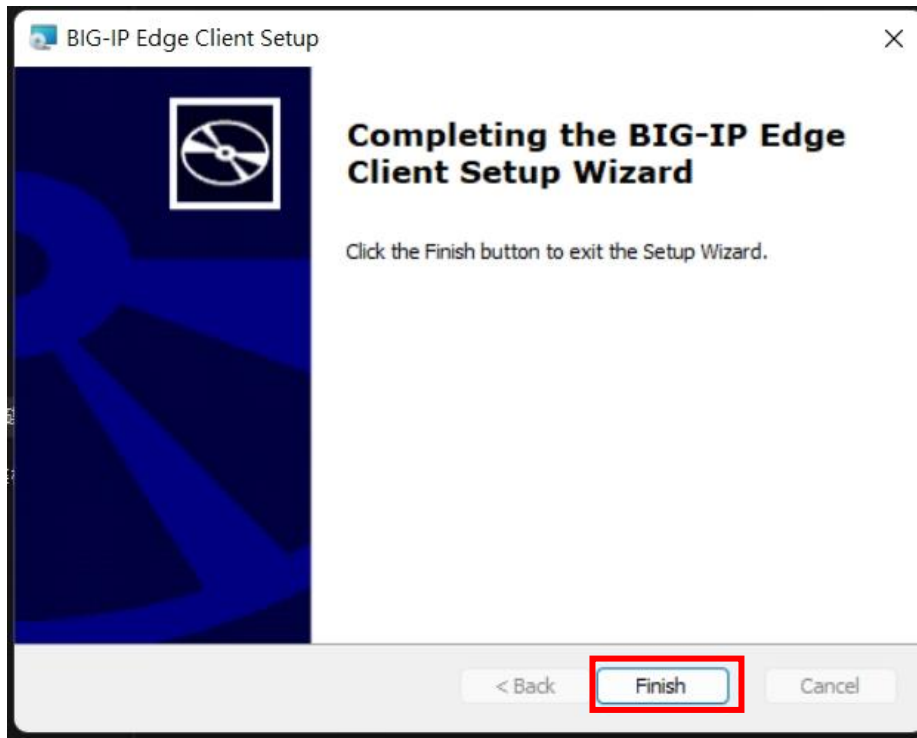 BIG-IP Edge Client Setup
Completing the BIG-IP Edge
Client Setup Wizard
Click the Finish button to exit the Setup Wizard.
< Back Finish Cancel